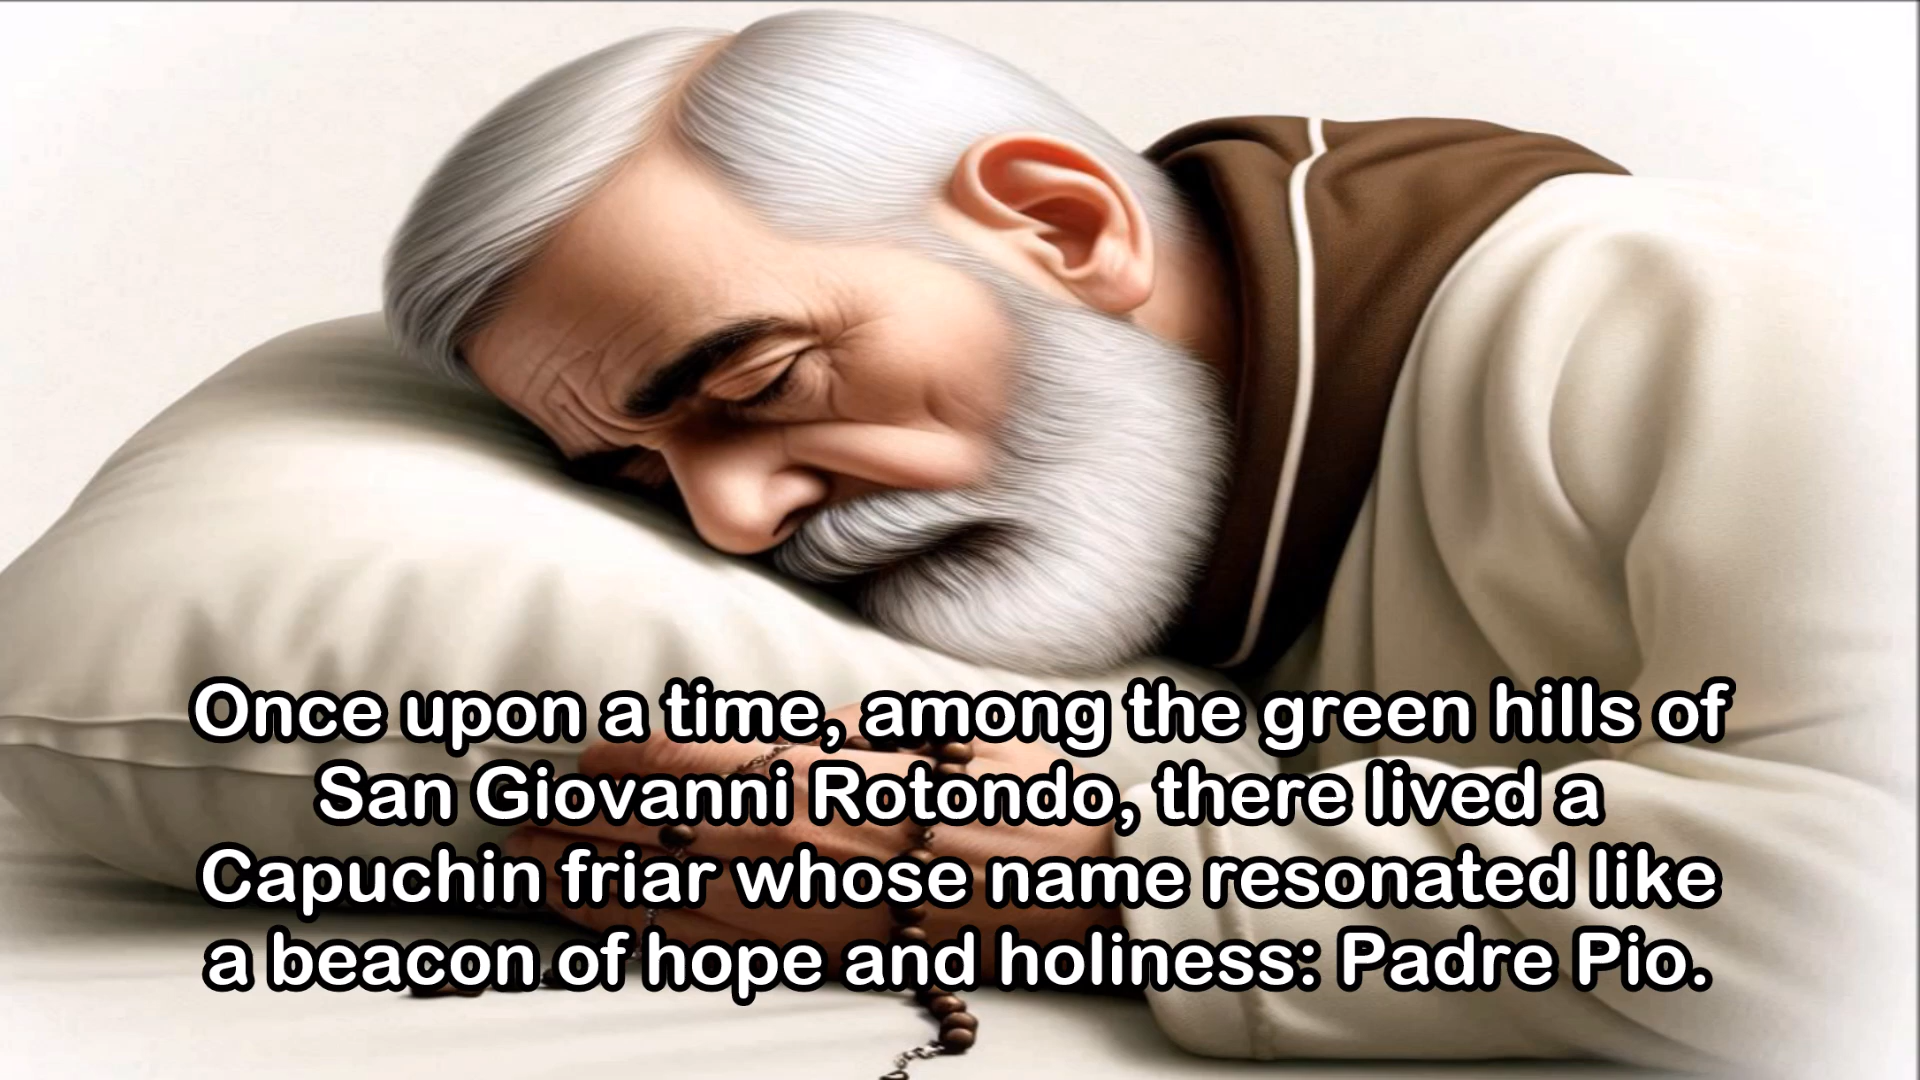 Once upon a time, among the green hills of
San Giovanni Rotondo, there lived a
Capuchin friar whose name resonated like
a beacon of hope and holiness: Padre Pio.